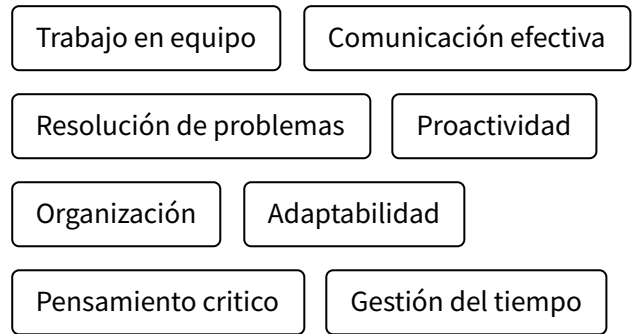 Trabajo en equipo Comunicación efectiva
Resolución de problemas Proactividad
Organización Adaptabilidad
Pensamiento critico Gestión del tiempo